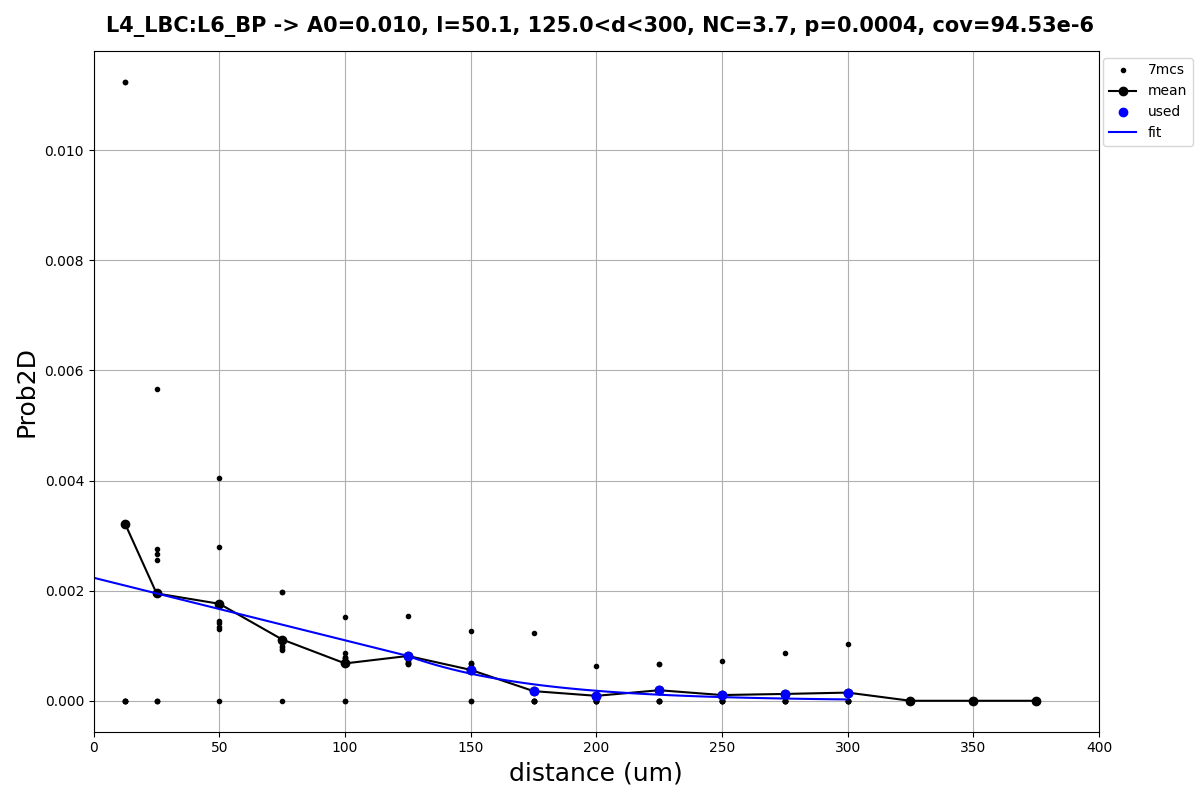 L4_LBC:L6_BP -> A0=0.010, l=50.1, 125.0<d<300, NC=3.7, p=0.0004, cov=94.53e-6
7mcs
mean
used
fit
0.010
0.008
0.006
0.004
0.002
0.000
Prob2D
0 50 100 150 200 250 300 350 400
distance (um)